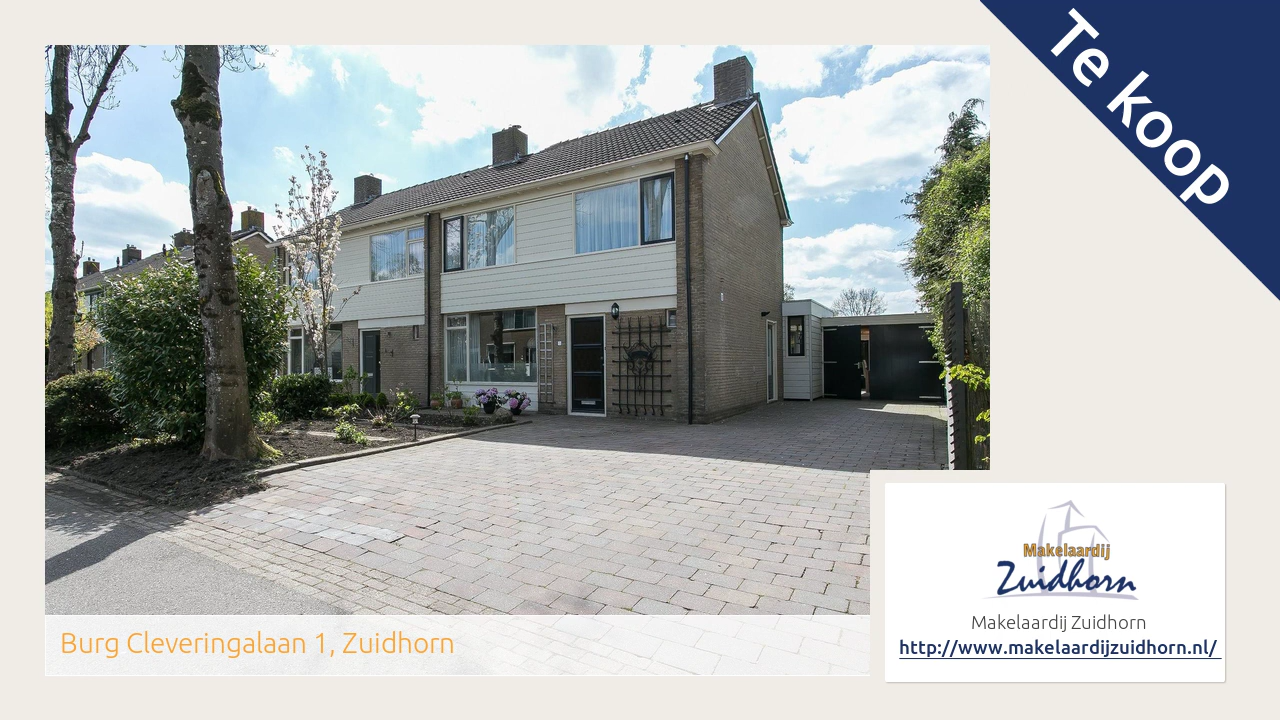 Te koop
Burg Cleveringalaan 1, Zuidhorn
Makelaardij
Zuidhorn
Makelaardij Zuidhorn
http://www.makelaardijzuidhorn.nl/